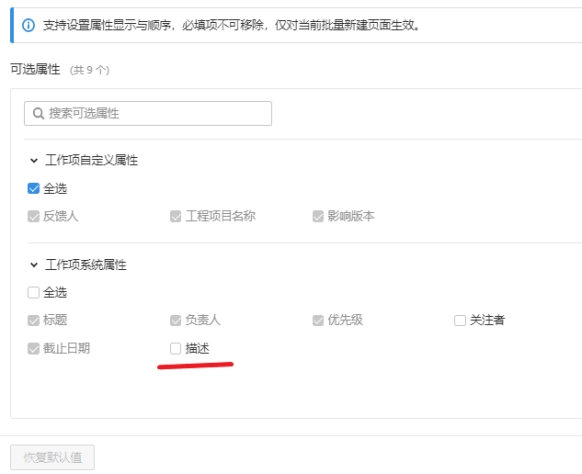 支持设置属性显示与顺序，必填项不可移除，仅对当前批量新建页面生效。
可选属性 （共 9 个）
搜索可选属性
工作项自定义属性
全选
反馈人 工程项目名称 影响版本
工作项系统属性
全选
标题 负责人 优先级 关注者
截止日期 描述
恢复默认值